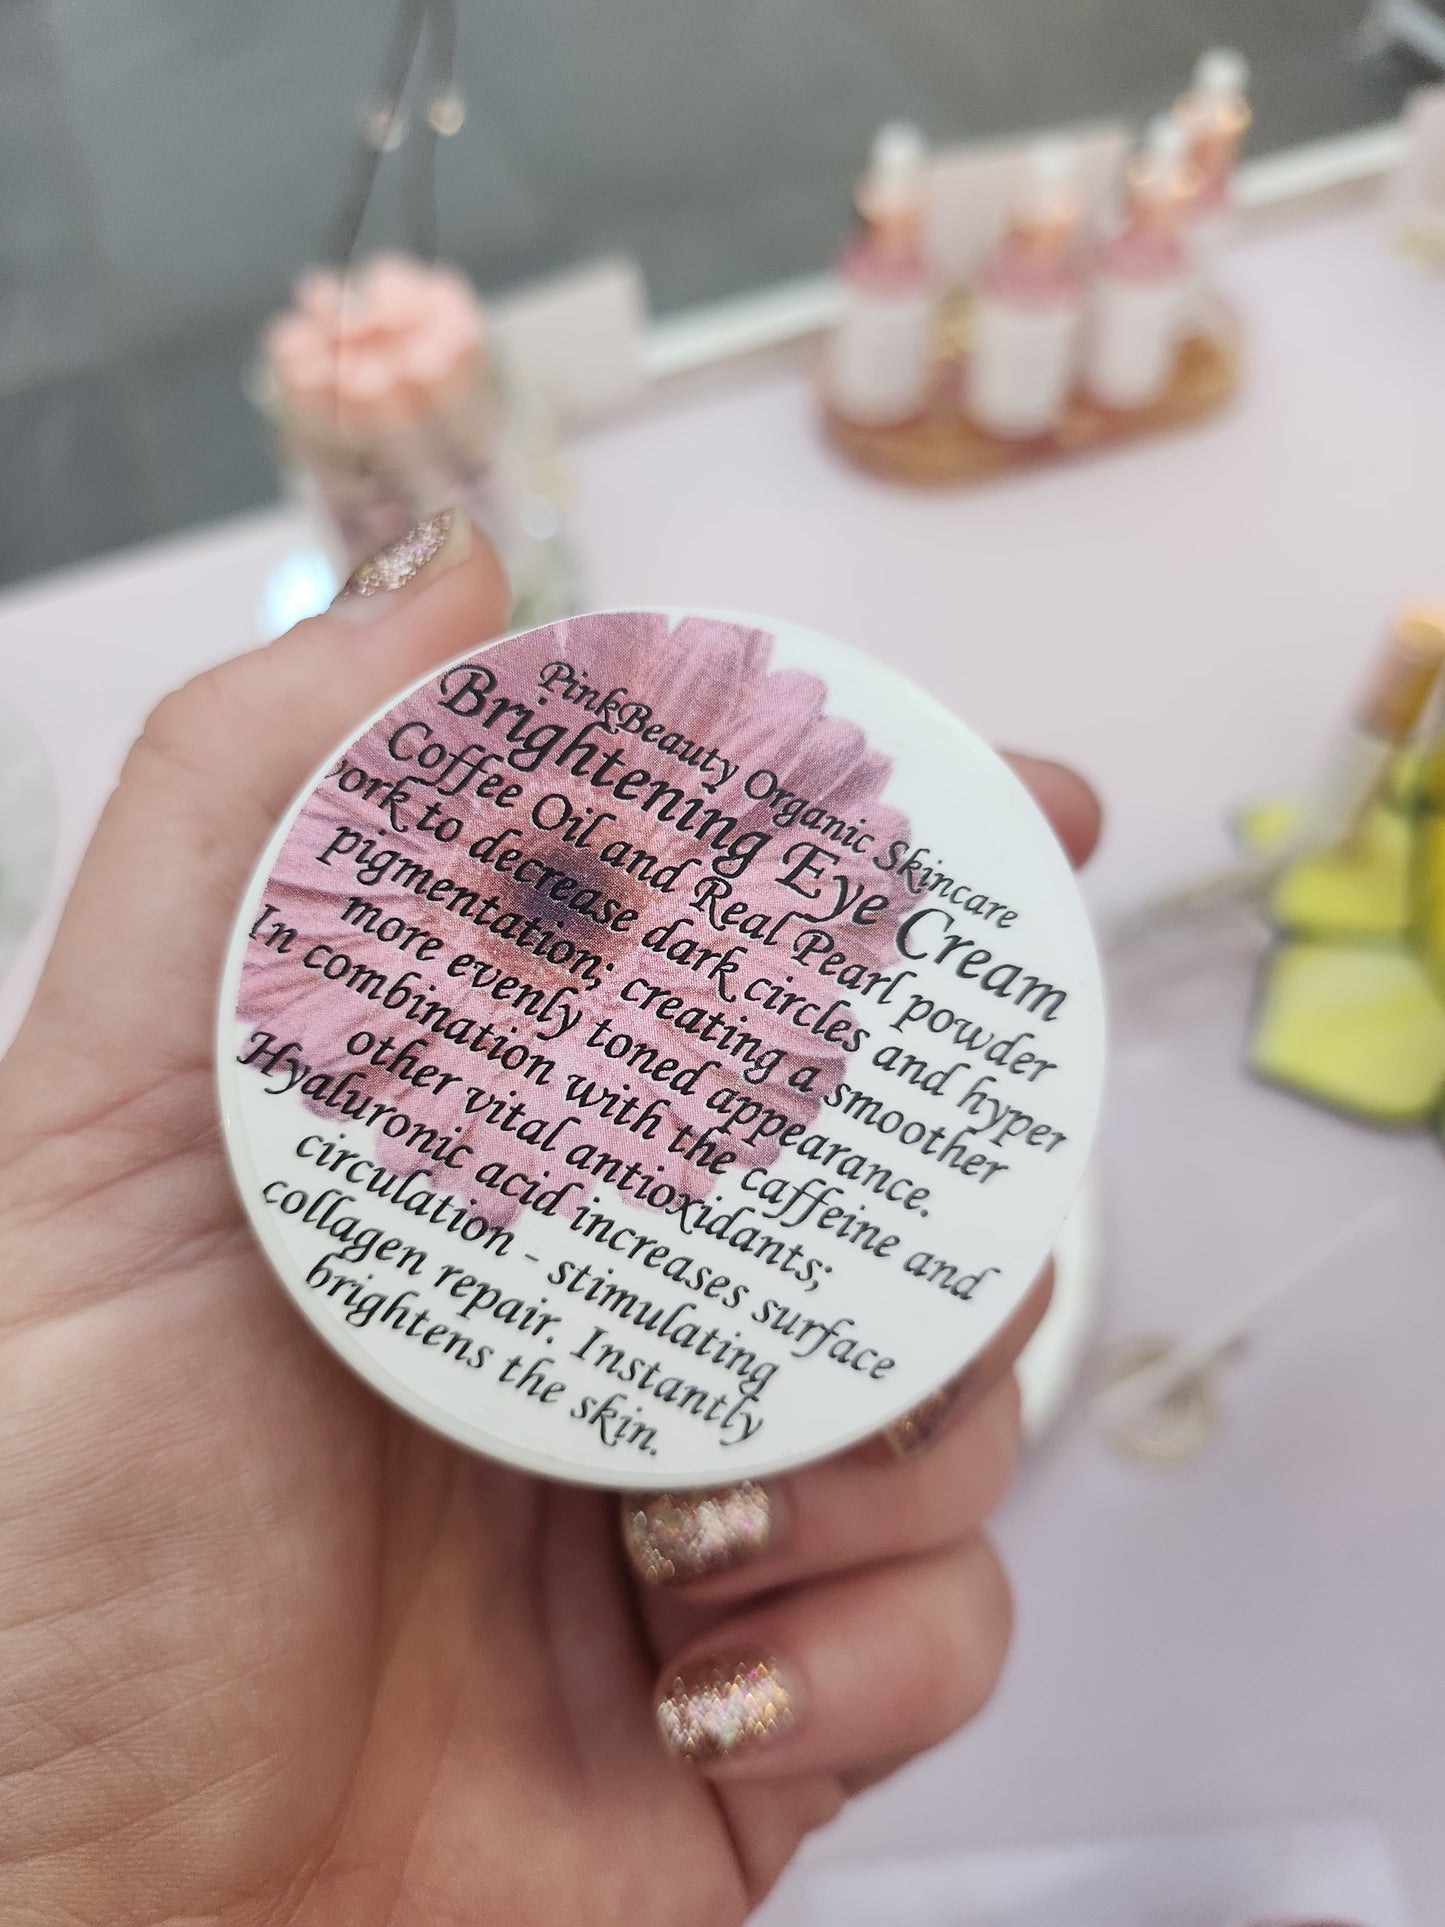 PinkBeauty Organic Skincare
Brightening Eye Cream
Coffee Oil and Real Pearl powder
work to decrease dark circles and hyper
pigmentation; creating a smoother
more evenly toned appearance.
In combination with the caffeine and
other vital antioxidants;
Hyaluronic acid increases surface
circulation - stimulating
collagen repair. Instantly
brightens the skin.